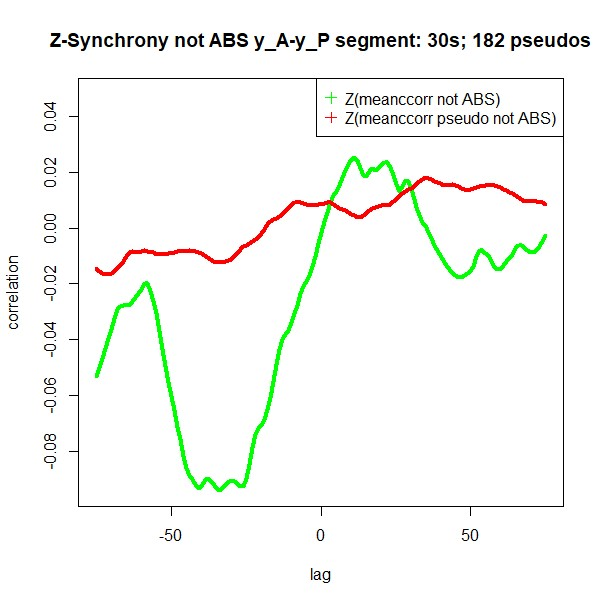 Z-Synchrony not ABS y_A-y_P segment: 30s; 182 pseudos
Z(meanccorr not ABS)
Z(meanccorr pseudo not ABS)
0.04
0.02
0.00
-0.02
-0.04
-0.06
-0.08
correlation
-50
0
50
lag